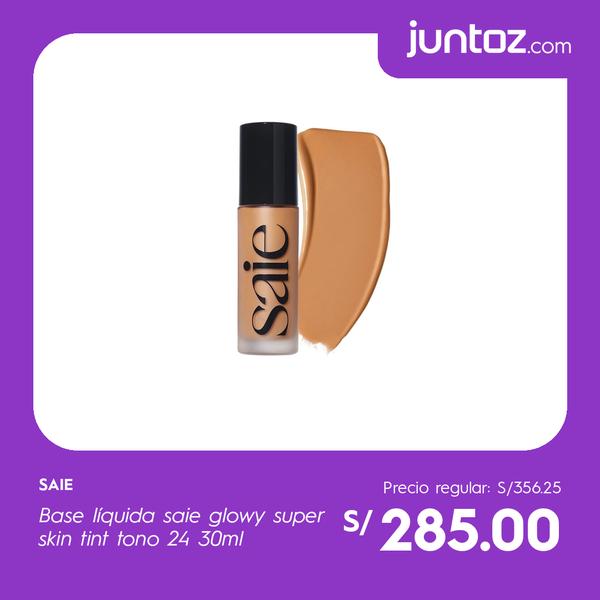 juntoz.com
saie
SAIE
Base líquida saie glowy super
skin tint tono 24 30ml
Precio regular: S/356.25
S/285.00